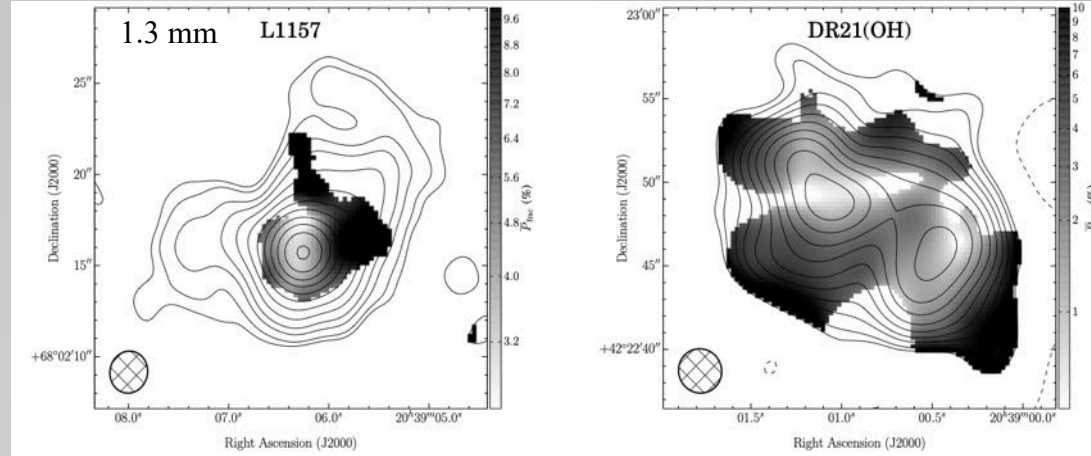 1.3 mm
L1157
25″
20″
15″
+68°02′10″
Declination (J2000)
08.0ˢ
07.0ˢ
06.0ˢ
20ʰ39ᵐ05.0ˢ
Right Ascension (J2000)
9.6
8.8
8.0
7.2
6.4
5.6
4.8
4.0
3.2
(%)
DR21(OH)
23′00″
55″
50″
45″
+42°22′40″
Declination (J2000)
01.5ˢ
01.0ˢ
00.5ˢ
20ʰ39ᵐ00.0ˢ
Right Ascension (J2000)
10
9
8
7
6
5
4
3
2
1